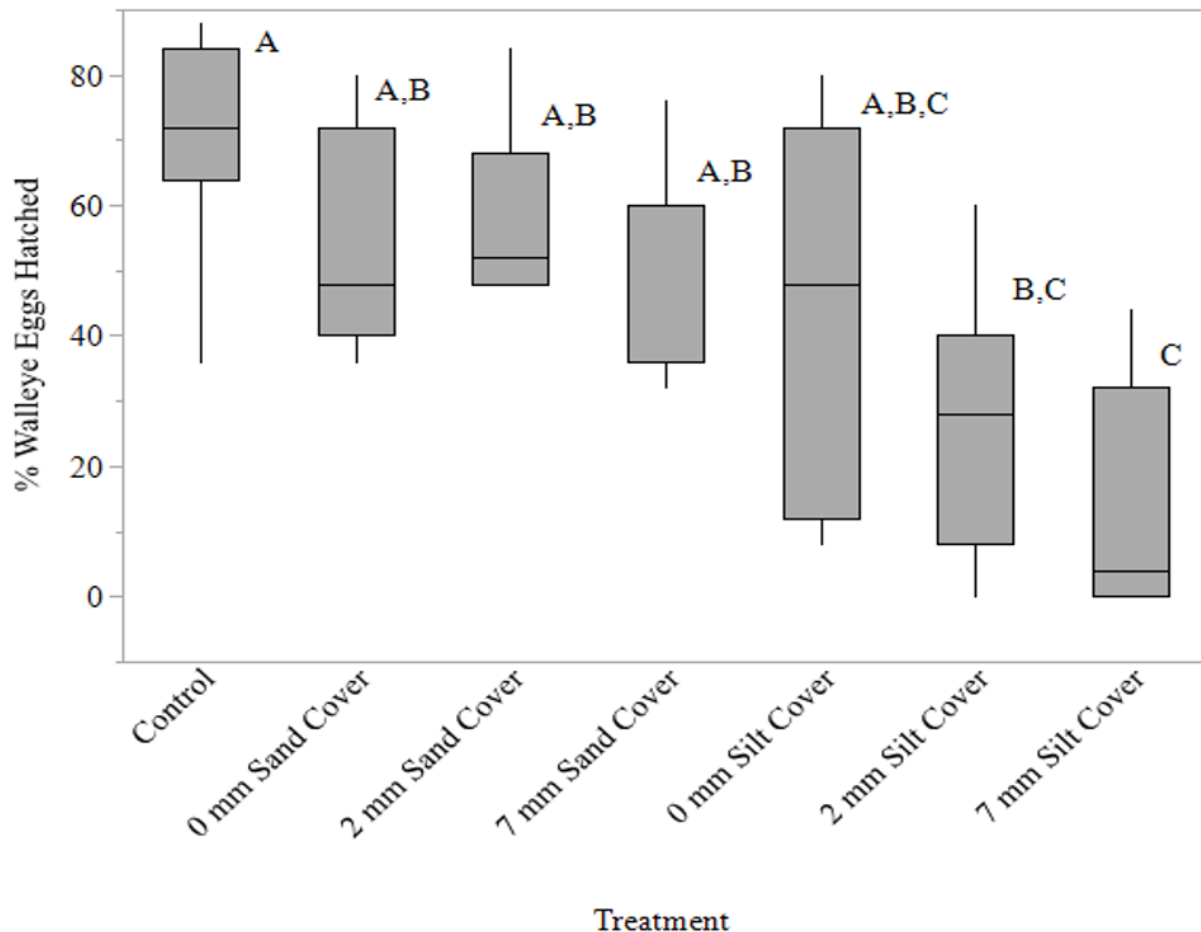 % Walleye Eggs Hatched
80
60
40
20
0
A
A,B
A,B
A,B
A,B,C
B,C
C
Control
0 mm Sand Cover
2 mm Sand Cover
7 mm Sand Cover
0 mm Silt Cover
2 mm Silt Cover
7 mm Silt Cover
Treatment